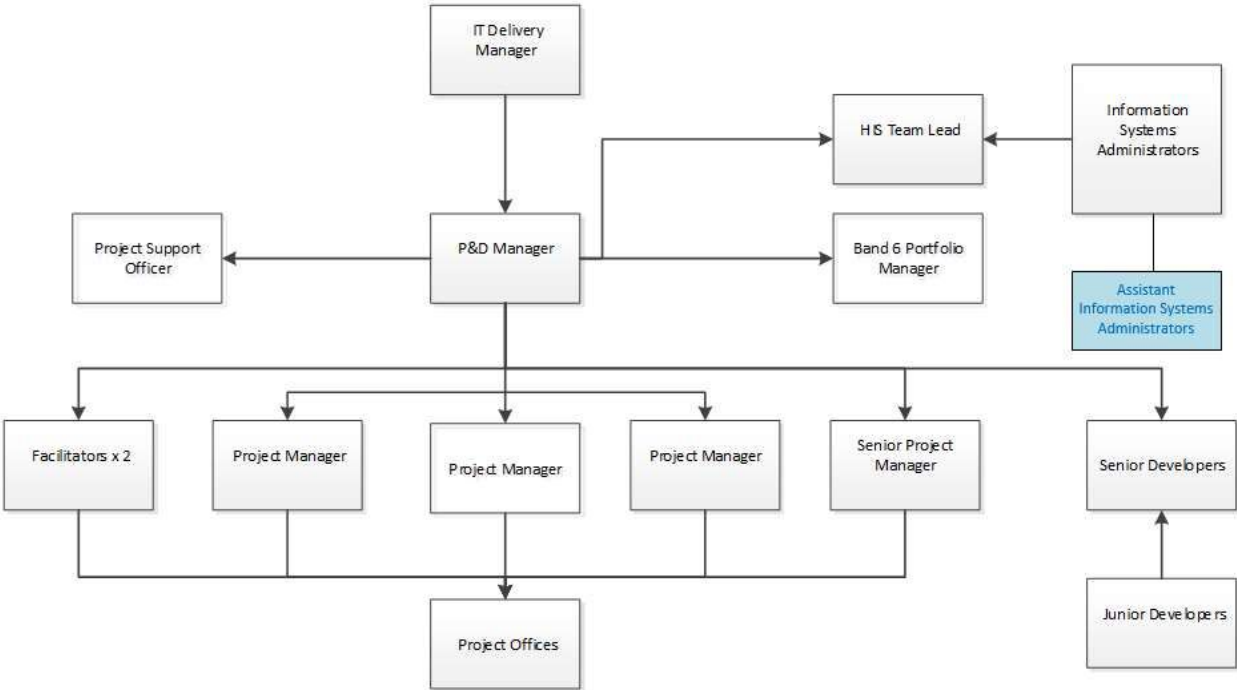 IT Delivery
Manager
HIS Team Lead
Information
Systems
Administrators
Project Support
Officer
P&D Manager
Band 6 Portfolio
Manager
Assistant
Information Systems
Administrators
Facilitators x 2
Project Manager
Project Manager
Project Manager
Senior Project
Manager
Senior Developers
Project Offices
Junior Developers